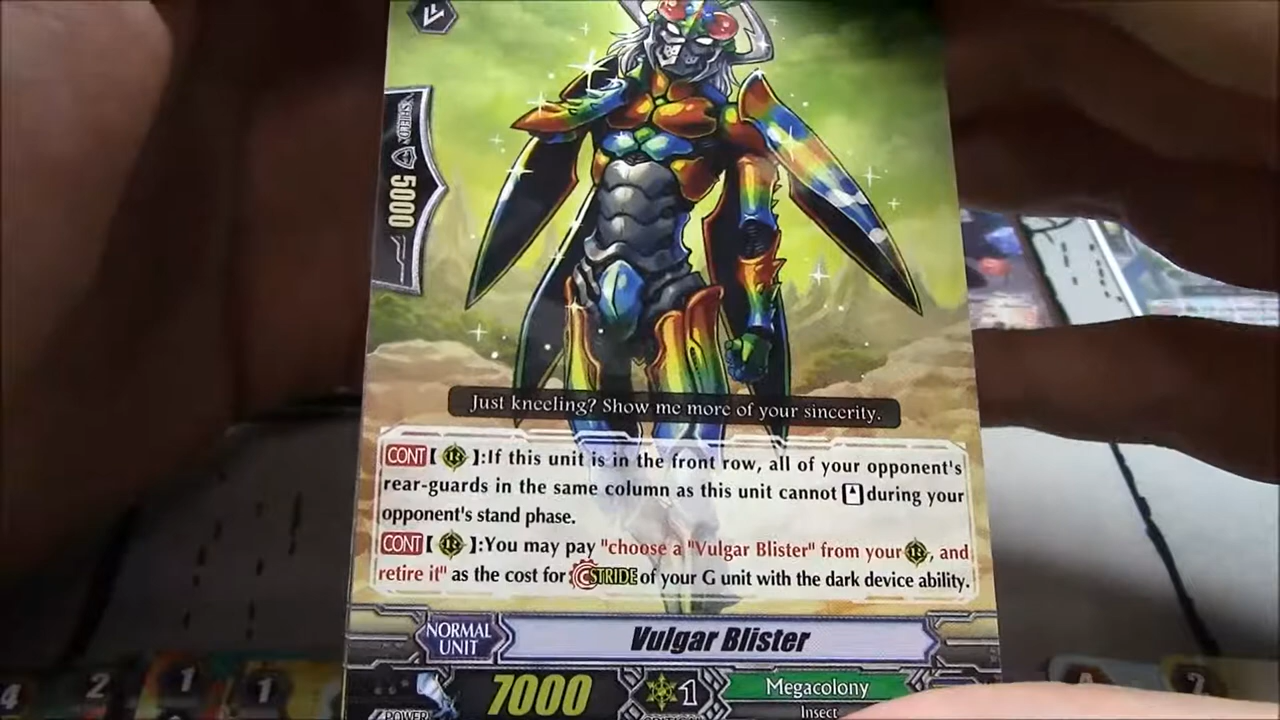 SHIELD
5000
Just kneeling? Show me more of your sincerity.
CONT【 R 】:If this unit is in the front row, all of your opponent's
rear-guards in the same column as this unit cannot during your
opponent's stand phase.
CONT【 R 】:You may pay "choose a "Vulgar Blister" from your R, and
retire it" as the cost for STRIDE of your G unit with the dark device ability.
NORMAL
UNIT
Vulgar Blister
POWER
7000
1
Megacolony
Insect
4
2
1
1
2